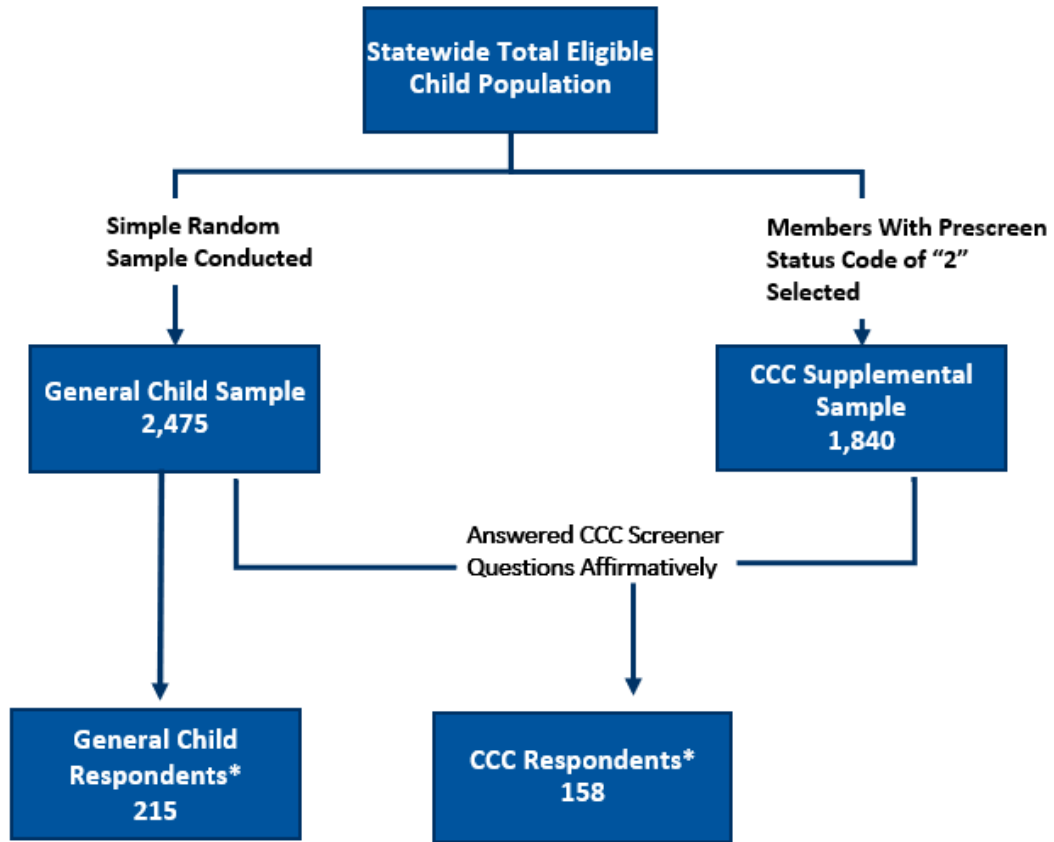 Statewide Total Eligible
Child Population
Simple Random
Sample Conducted
Members With Prescreen
Status Code of “2”
Selected
General Child Sample
2,475
CCC Supplemental
Sample
1,840
Answered CCC Screener
Questions Affirmatively
General Child
Respondents*
215
CCC Respondents*
158